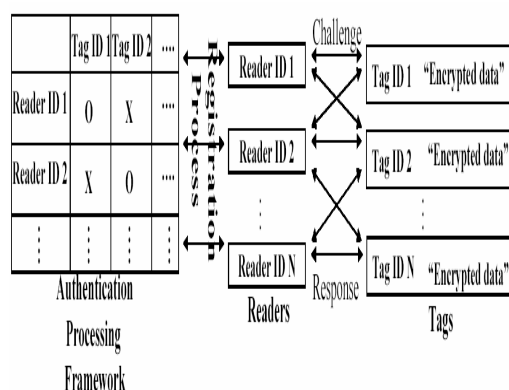 Tag ID 1 Tag ID 2 ....
Reader ID 1 O X ....
Reader ID 2 X O ....
Authentication
Processing
Framework
Registration
Process
Reader ID 1
Reader ID 2
Reader ID N
Readers
Challenge
Response
Tag ID 1 “Encrypted data”
Tag ID 2 “Encrypted data”
Tag ID N “Encrypted data”
Tags